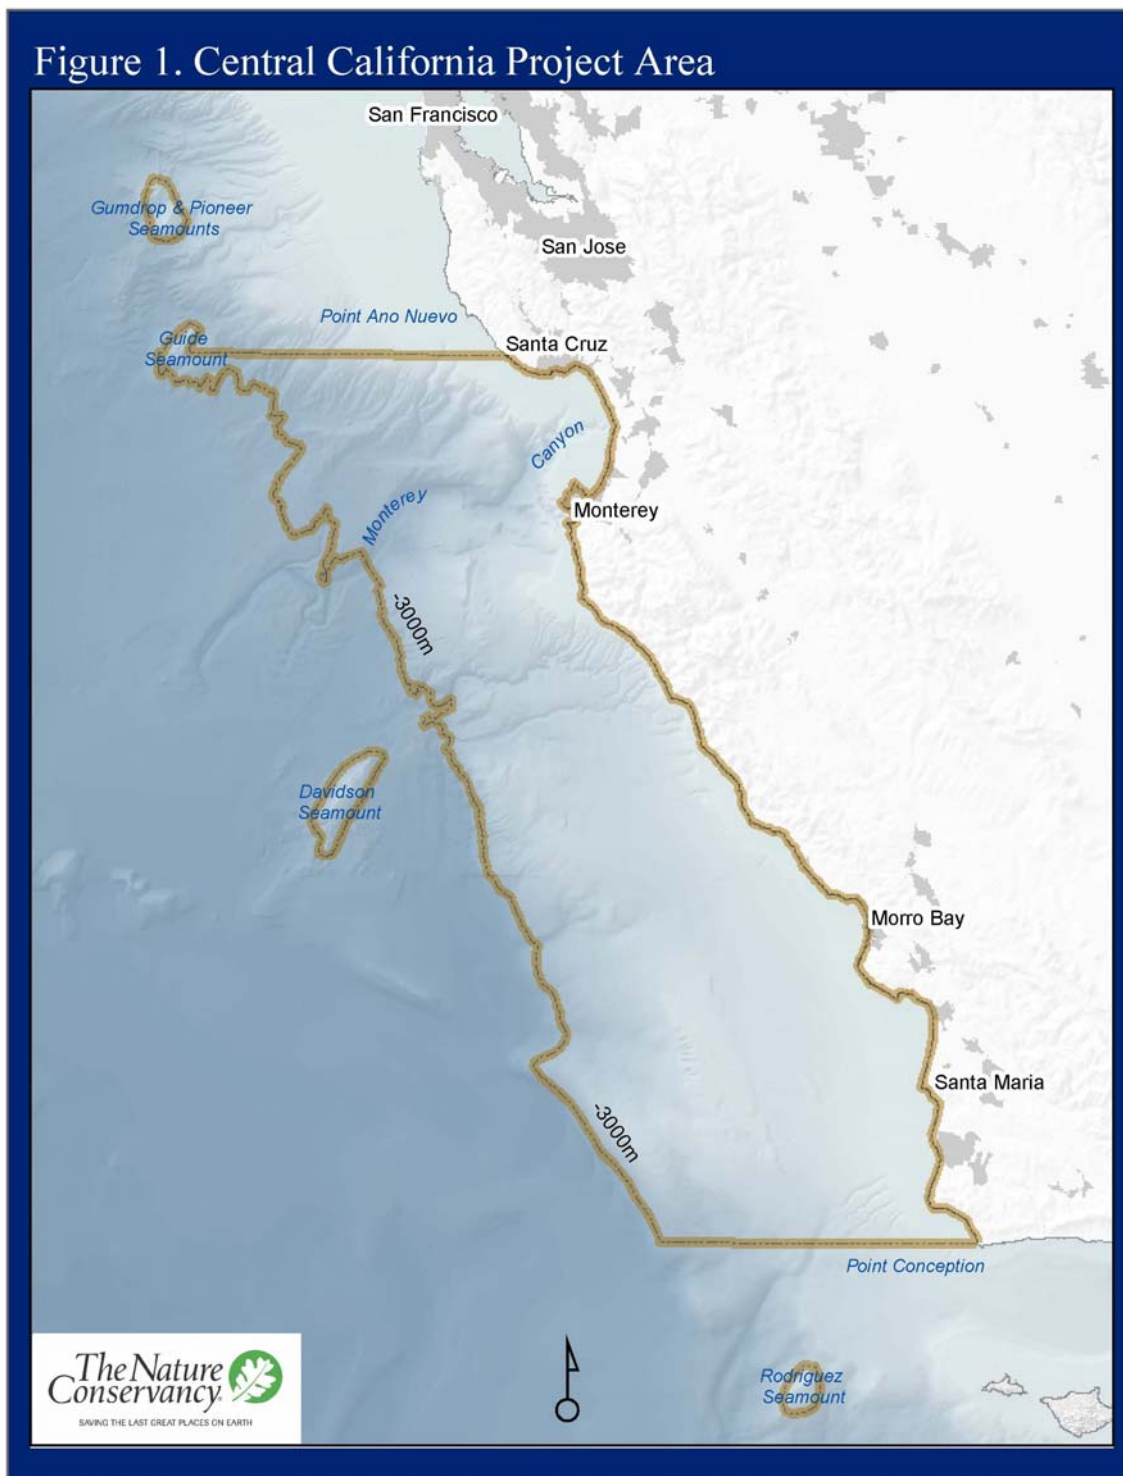 Figure 1. Central California Project Area
San Francisco
Gumdrop & Pioneer
Seamounts
San Jose
Point Ano Nuevo
Guide
Seamount
Santa Cruz
Canyon
Monterey
Monterey
-3000m
Davidson
Seamount
Morro Bay
Santa Maria
-3000m
Point Conception
Rodriguez
Seamount
The Nature
Conservancy
SAVING THE LAST GREAT PLACES ON EARTH